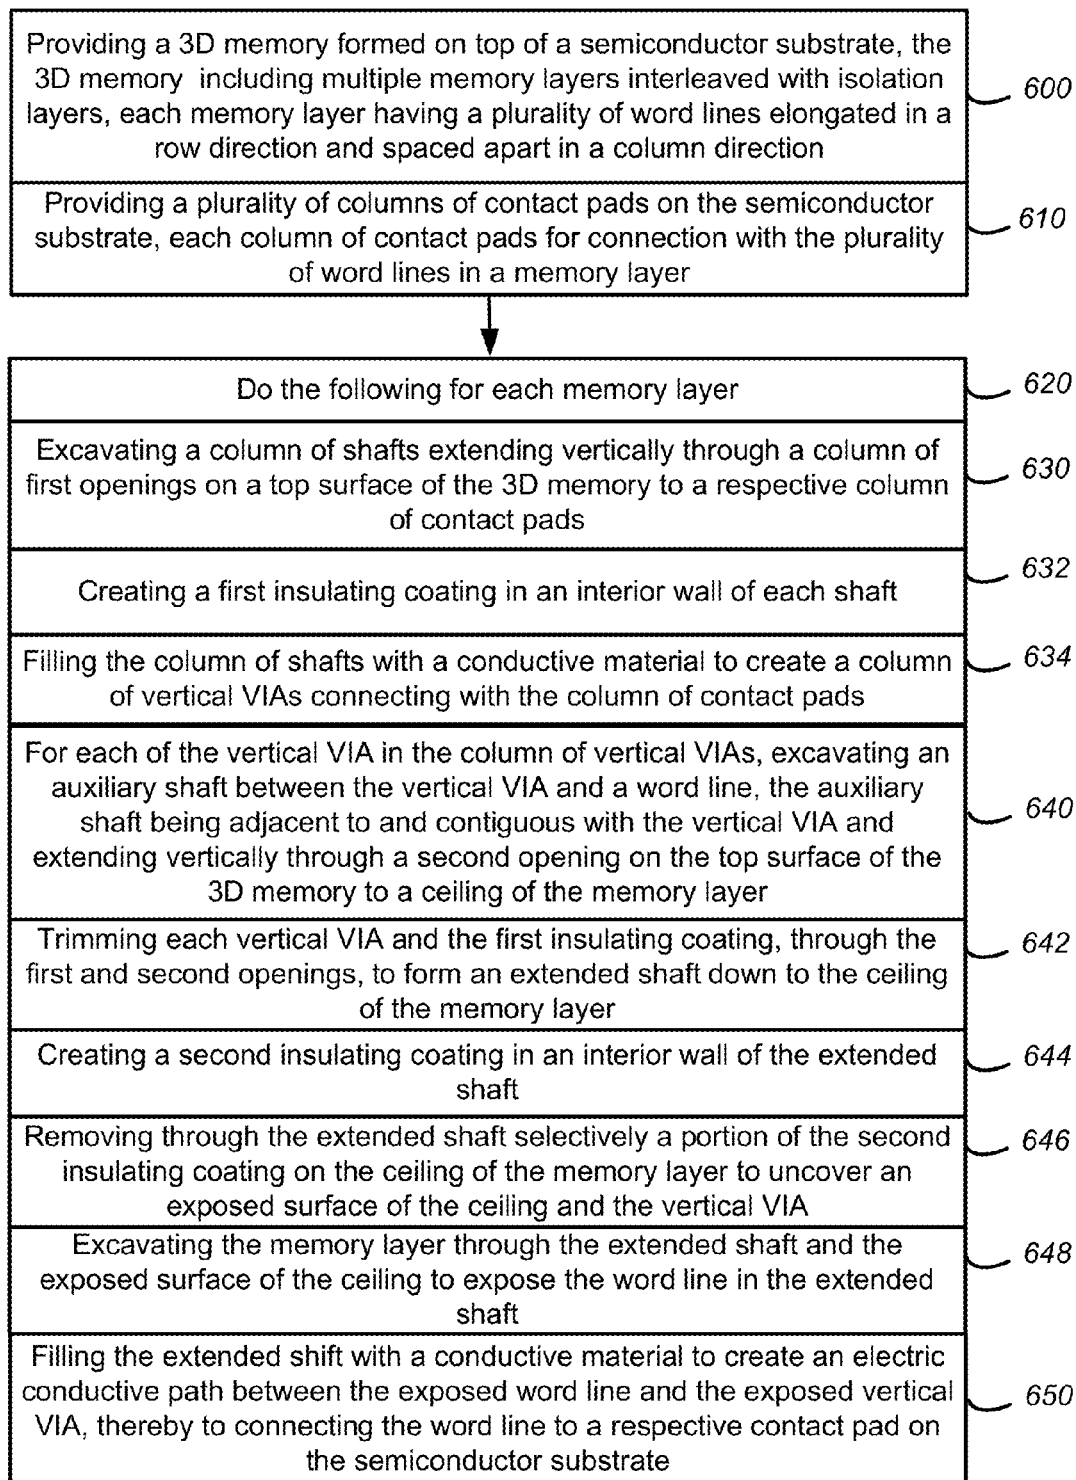 Providing a 3D memory formed on top of a semiconductor substrate, the
3D memory including multiple memory layers interleaved with isolation
layers, each memory layer having a plurality of word lines elongated in a
row direction and spaced apart in a column direction
600
Providing a plurality of columns of contact pads on the semiconductor
substrate, each column of contact pads for connection with the plurality
of word lines in a memory layer
610
Do the following for each memory layer
620
Excavating a column of shafts extending vertically through a column of
first openings on a top surface of the 3D memory to a respective column
of contact pads
630
Creating a first insulating coating in an interior wall of each shaft
632
Filling the column of shafts with a conductive material to create a column
of vertical VIAs connecting with the column of contact pads
634
For each of the vertical VIA in the column of vertical VIAs, excavating an
auxiliary shaft between the vertical VIA and a word line, the auxiliary
shaft being adjacent to and contiguous with the vertical VIA and
extending vertically through a second opening on the top surface of the
3D memory to a ceiling of the memory layer
640
Trimming each vertical VIA and the first insulating coating, through the
first and second openings, to form an extended shaft down to the ceiling
of the memory layer
642
Creating a second insulating coating in an interior wall of the extended
shaft
644
Removing through the extended shaft selectively a portion of the second
insulating coating on the ceiling of the memory layer to uncover an
exposed surface of the ceiling and the vertical VIA
646
Excavating the memory layer through the extended shaft and the
exposed surface of the ceiling to expose the word line in the extended
shaft
648
Filling the extended shift with a conductive material to create an electric
conductive path between the exposed word line and the exposed vertical
VIA, thereby to connecting the word line to a respective contact pad on
the semiconductor substrate
650